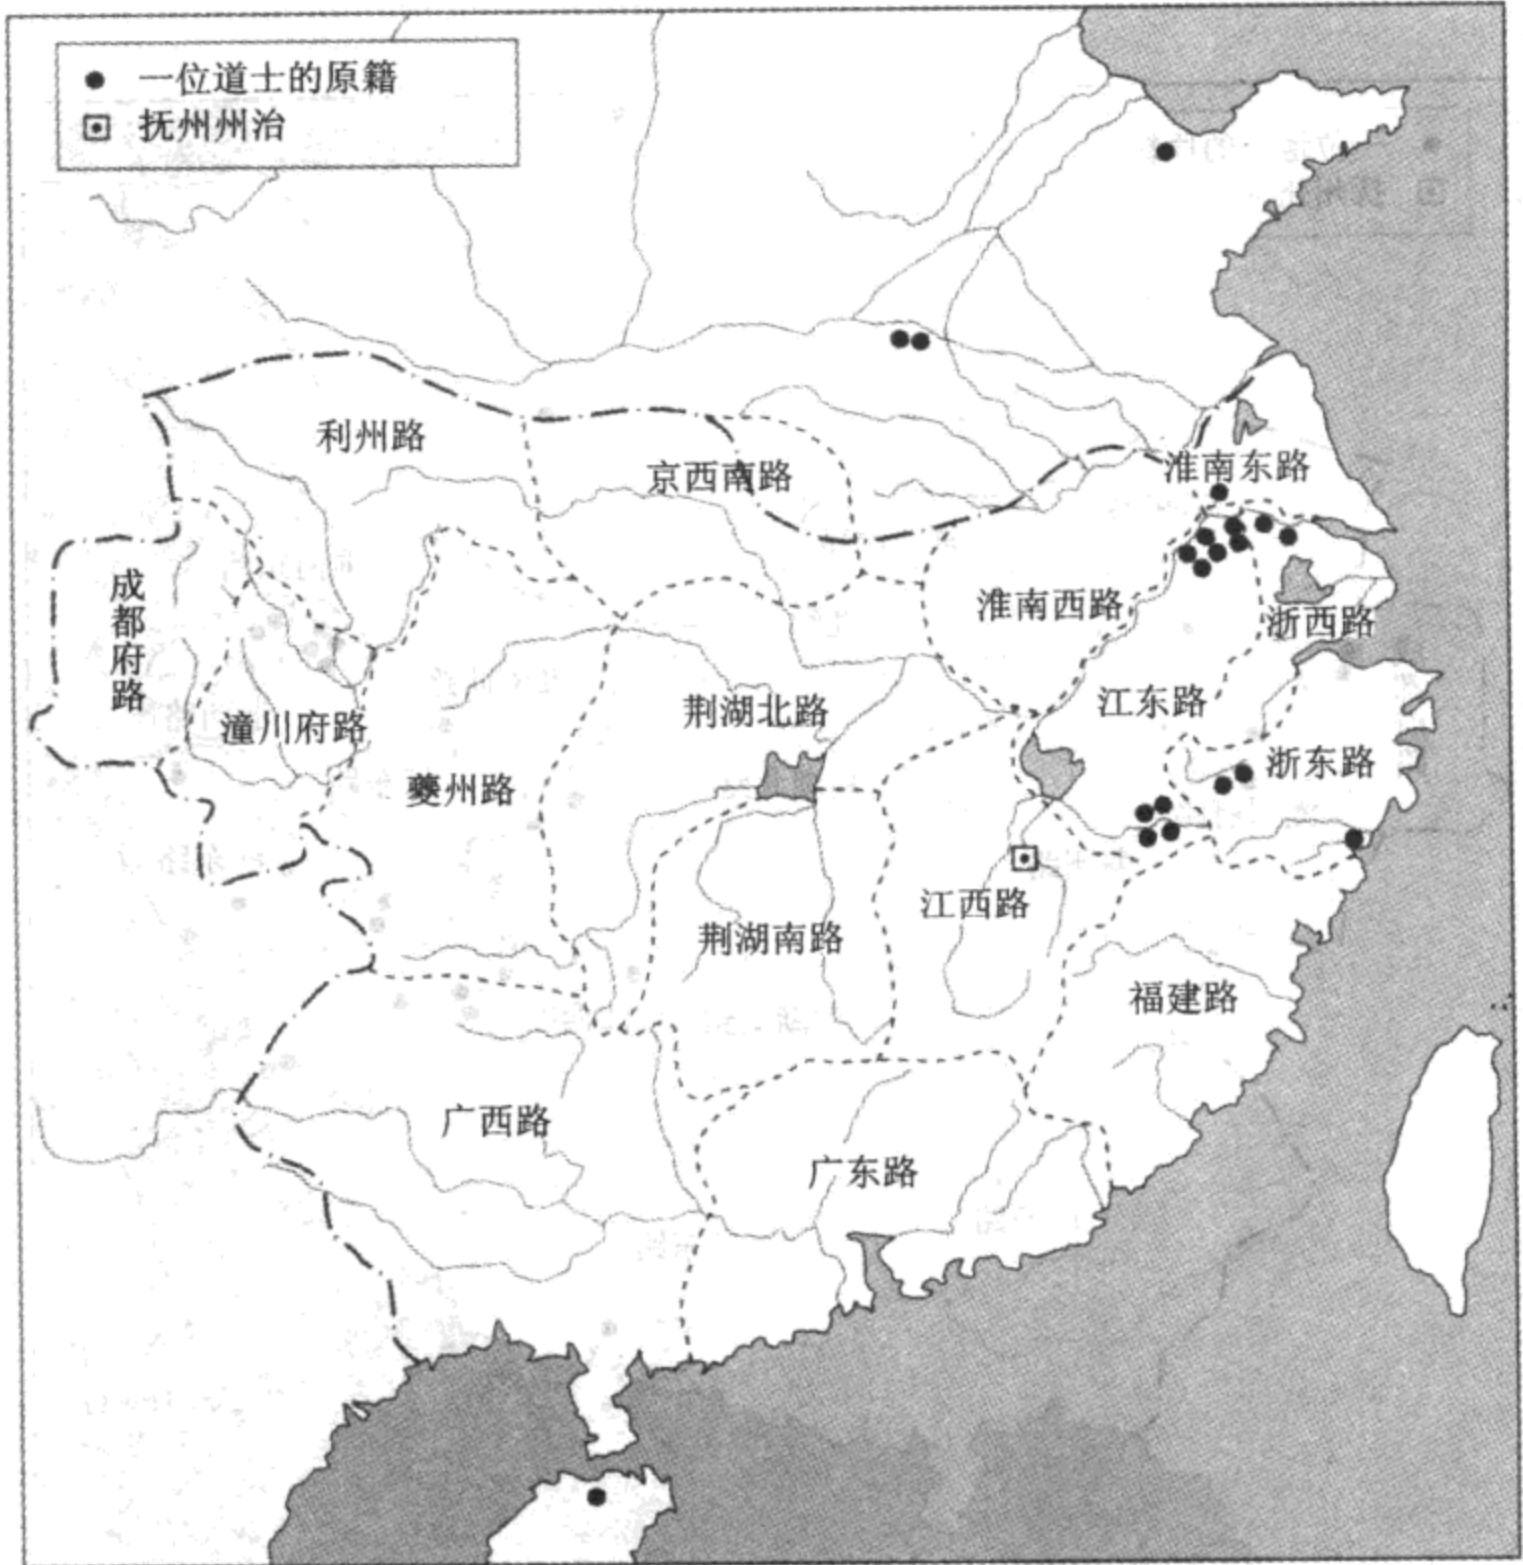 一位道士的原籍
抚州州治
利州路
京西南路
淮南东路
成都府路
淮南西路
浙西路
潼川府路
荆湖北路
江东路
夔州路
浙东路
江西路
荆湖南路
福建路
广西路
广东路